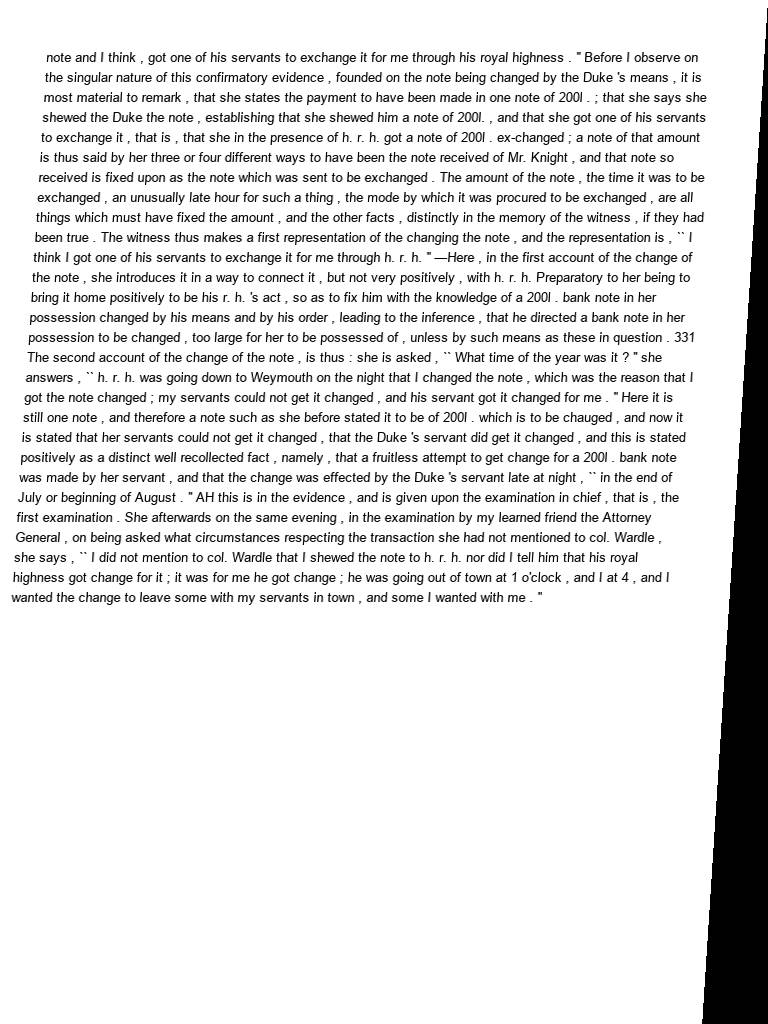 note and I think , got one of his servants to exchange it for me through his royal highness . " Before I observe on
the singular nature of this confirmatory evidence , founded on the note being changed by the Duke 's means , it is
most material to remark , that she states the payment to have been made in one note of 200l . ; that she says she
shewed the Duke the note , establishing that she shewed him a note of 200l. , and that she got one of his servants
to exchange it , that is , that she in the presence of h. r. h. got a note of 200l . ex-changed ; a note of that amount
is thus said by her three or four different ways to have been the note received of Mr. Knight , and that note so
received is fixed upon as the note which was sent to be exchanged . The amount of the note , the time it was to be
exchanged , an unusually late hour for such a thing , the mode by which it was procured to be exchanged , are all
things which must have fixed the amount , and the other facts , distinctly in the memory of the witness , if they had
been true . The witness thus makes a first representation of the changing the note , and the representation is , `` I
think I got one of his servants to exchange it for me through h. r. h. " —Here , in the first account of the change of
the note , she introduces it in a way to connect it , but not very positively , with h. r. h. Preparatory to her being to
bring it home positively to be his r. h. 's act , so as to fix him with the knowledge of a 200l . bank note in her
possession changed by his means and by his order , leading to the inference , that he directed a bank note in her
possession to be changed , too large for her to be possessed of , unless by such means as these in question . 331
The second account of the change of the note , is thus : she is asked , `` What time of the year was it ? " she
answers , `` h. r. h. was going down to Weymouth on the night that I changed the note , which was the reason that I
got the note changed ; my servants could not get it changed , and his servant got it changed for me . " Here it is
still one note , and therefore a note such as she before stated it to be of 200l . which is to be chauged , and now it
is stated that her servants could not get it changed , that the Duke 's servant did get it changed , and this is stated
positively as a distinct well recollected fact , namely , that a fruitless attempt to get change for a 200l . bank note
was made by her servant , and that the change was effected by the Duke 's servant late at night , `` in the end of
July or beginning of August . " AH this is in the evidence , and is given upon the examination in chief , that is , the
first examination . She afterwards on the same evening , in the examination by my learned friend the Attorney
General , on being asked what circumstances respecting the transaction she had not mentioned to col. Wardle ,
she says , `` I did not mention to col. Wardle that I shewed the note to h. r. h. nor did I tell him that his royal
highness got change for it ; it was for me he got change ; he was going out of town at 1 o'clock , and I at 4 , and I
wanted the change to leave some with my servants in town , and some I wanted with me . "